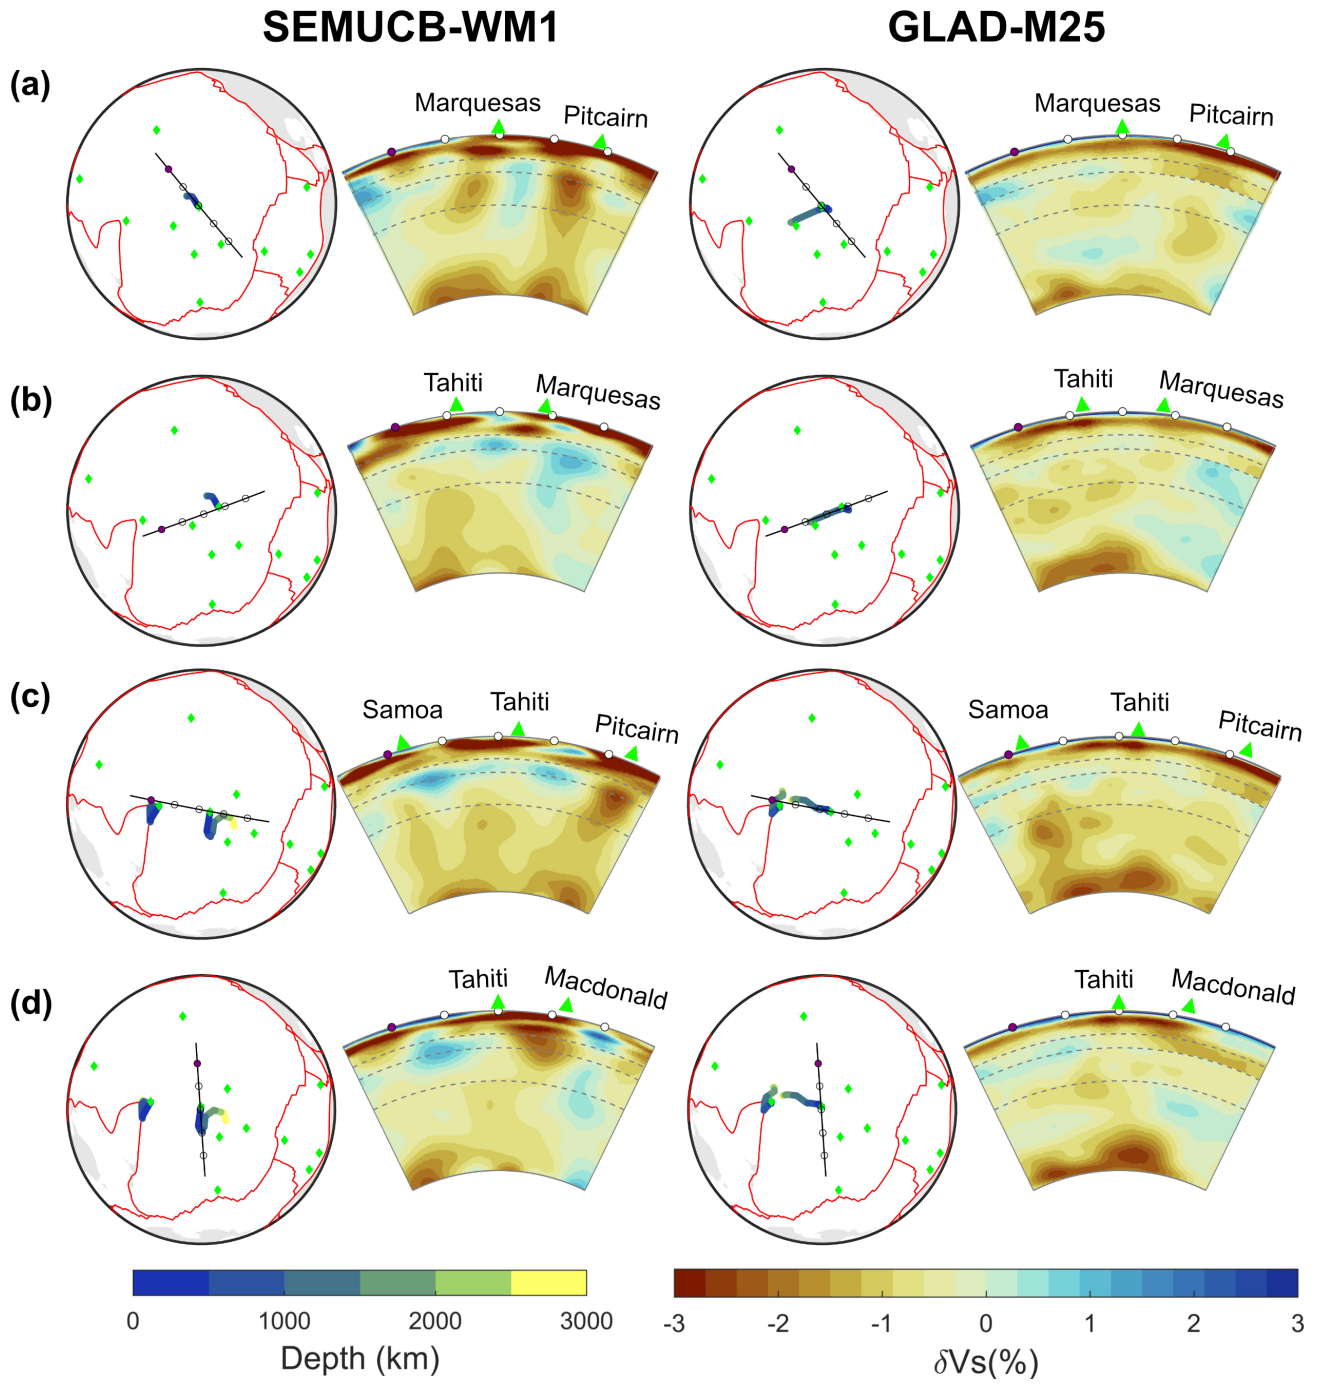 SEMUCB-WM1
GLAD-M25
(a)
Marquesas
Pitcairn
Marquesas
Pitcairn
(b)
Tahiti
Marquesas
Tahiti
Marquesas
(c)
Samoa
Tahiti
Pitcairn
Samoa
Tahiti
Pitcairn
(d)
Tahiti
Macdonald
Tahiti
Macdonald
0 1000 2000 3000
Depth (km)
-3 -2 -1 0 1 2 3
δVs(%)